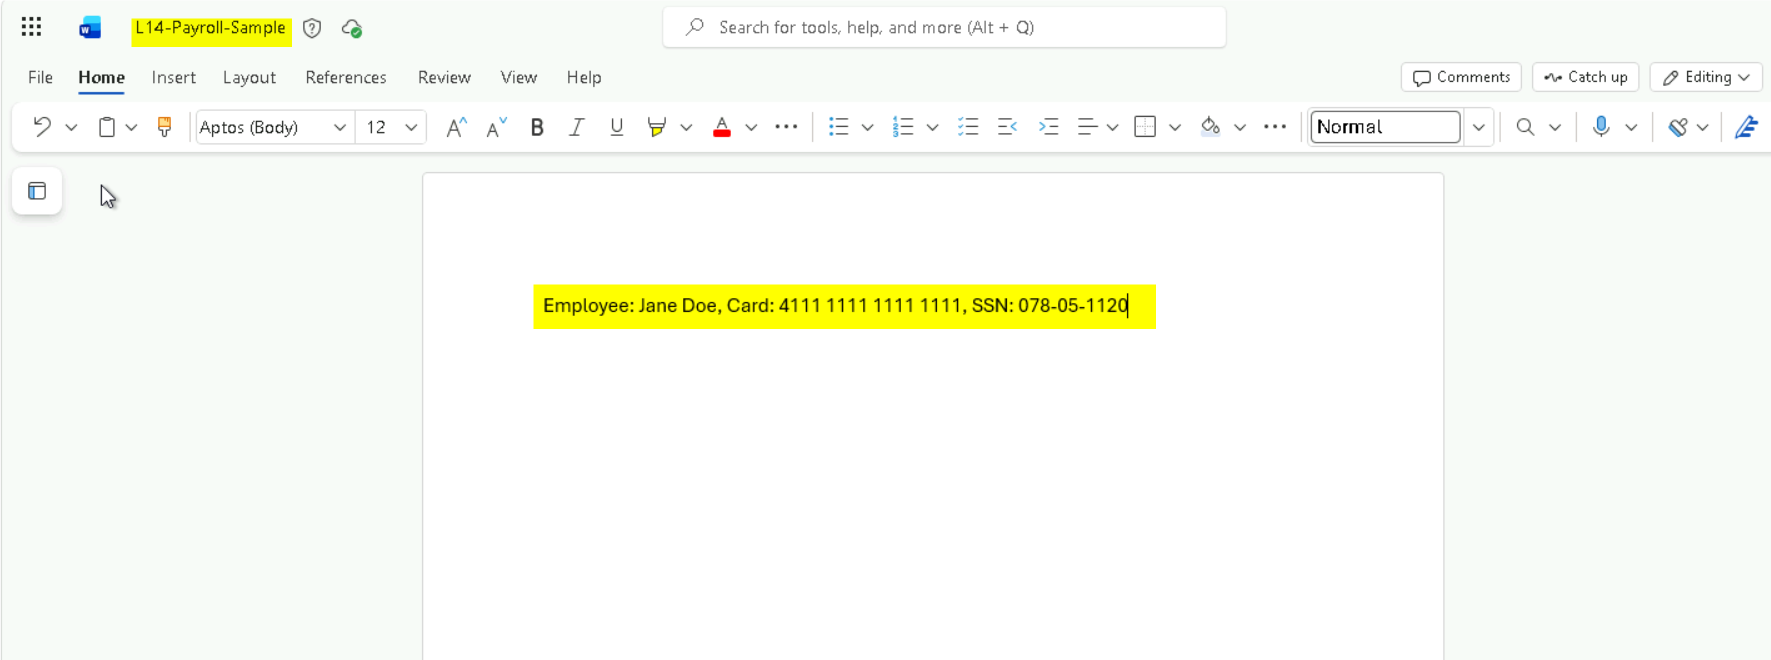 L14-Payroll-Sample
Search for tools, help, and more (Alt + Q)
File Home Insert Layout References Review View Help
Comments Catch up Editing
Aptos (Body) 12 B I U A Normal
Employee: Jane Doe, Card: 4111 1111 1111 1111, SSN: 078-05-1120